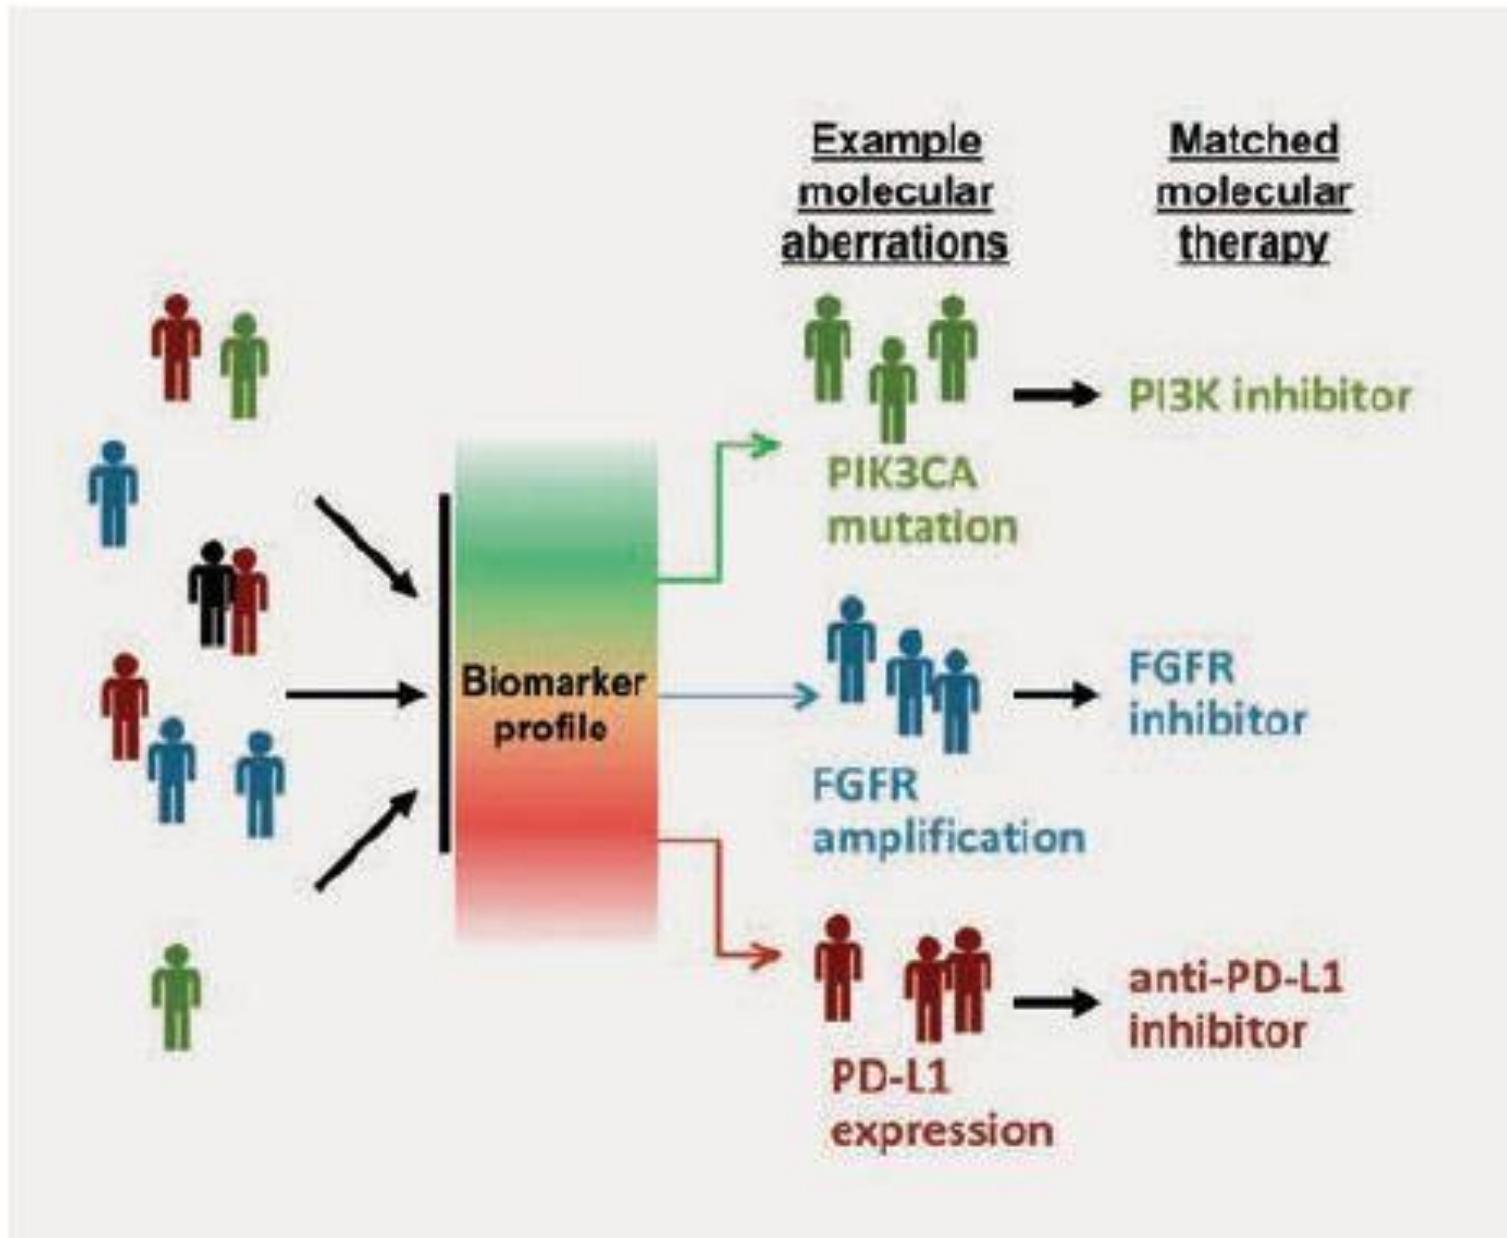 Example
molecular
aberrations
Matched
molecular
therapy
PI3K inhibitor
PIK3CA
mutation
Biomarker
profile
FGFR
inhibitor
FGFR
amplification
anti-PD-L1
inhibitor
PD-L1
expression